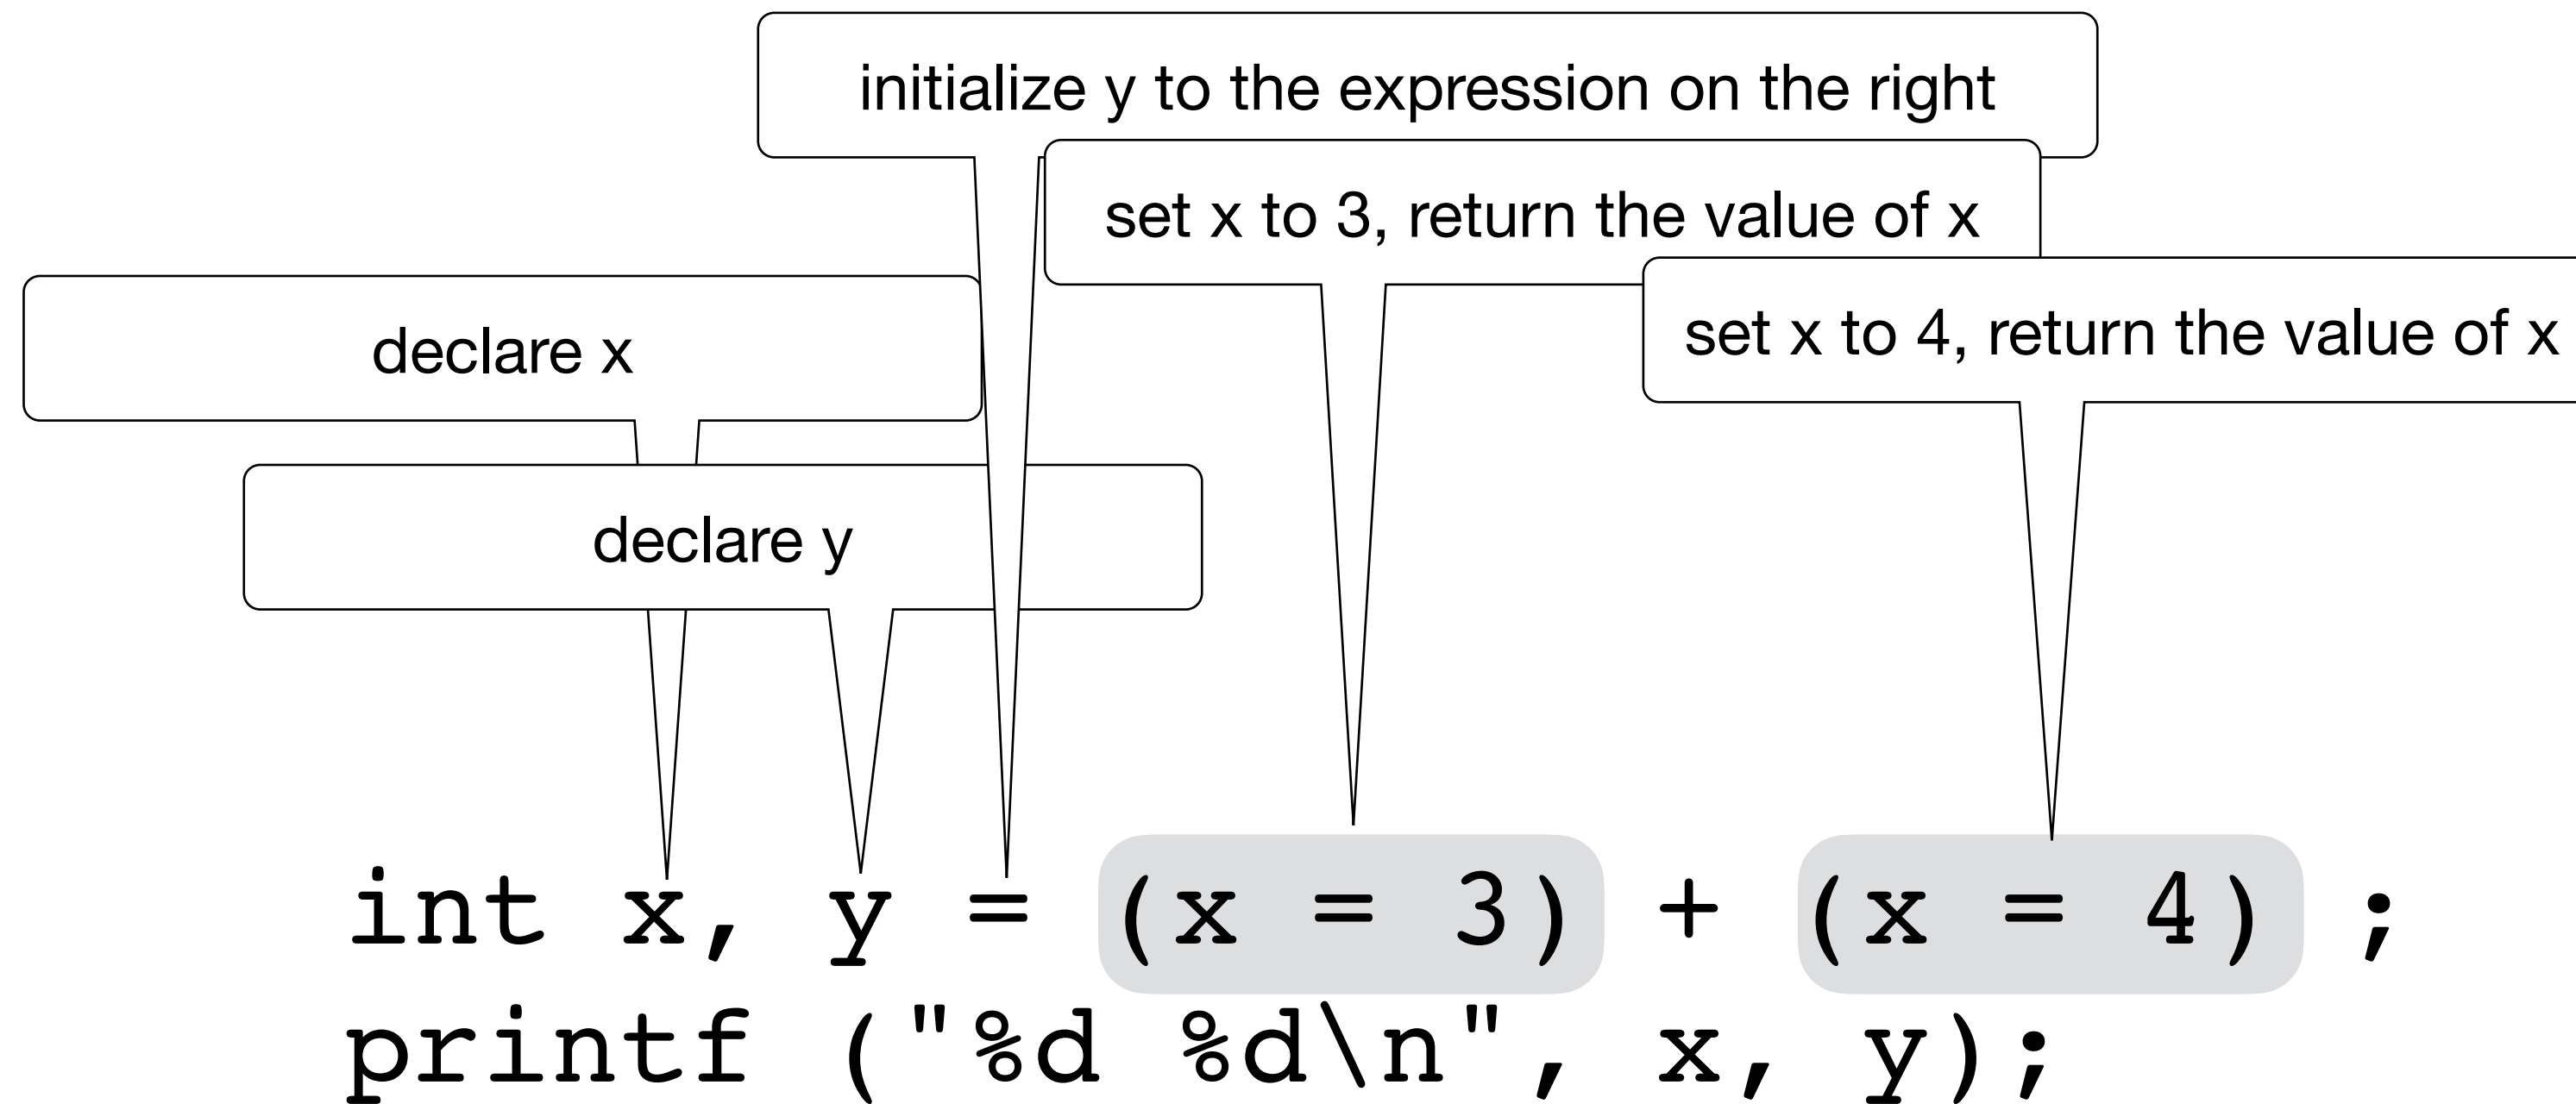 initialize y to the expression on the right
set x to 3, return the value of x
set x to 4, return the value of x
declare x
declare y
int x, y = (x = 3) + (x = 4) ;
printf ("%d %d\n", x, y);